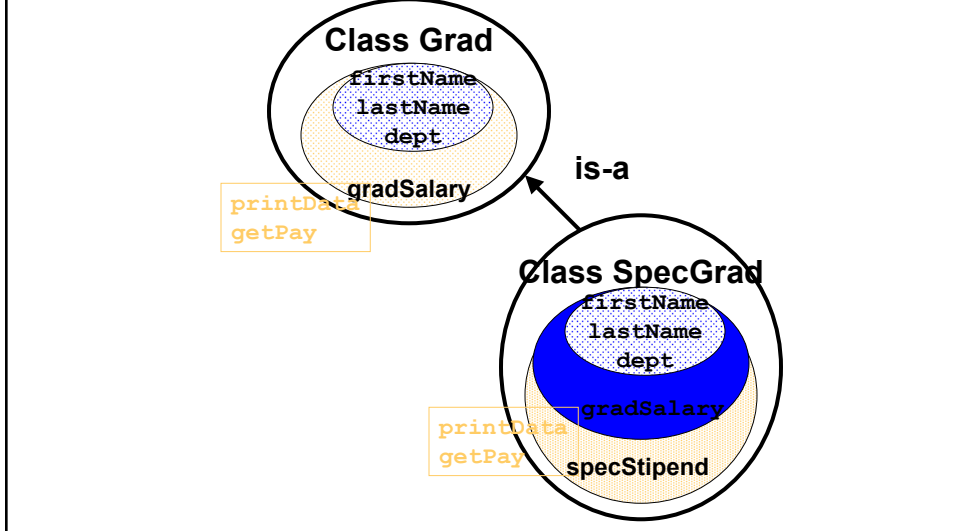 Class Grad
firstName
lastName
dept
gradSalary
printData
getPay
is-a
Class SpecGrad
firstName
lastName
dept
gradSalary
printData
getPay
specStipend